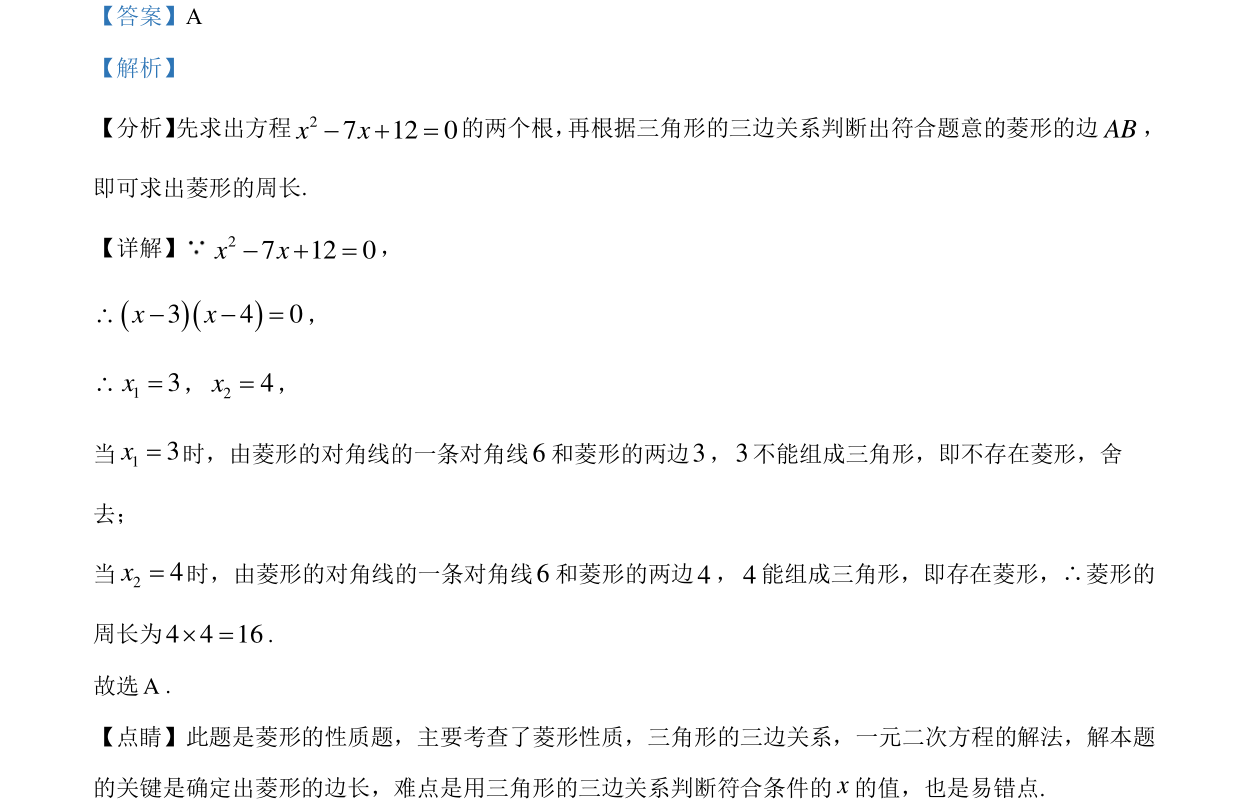 【答案】A
【解析】
【分析】先求出方程 x² − 7x + 12 = 0 的两个根，再根据三角形的三边关系判断出符合题意的菱形的边 AB，
即可求出菱形的周长.
【详解】∵ x² − 7x + 12 = 0，
∴ (x − 3)(x − 4) = 0，
∴ x₁ = 3，x₂ = 4，
当 x₁ = 3 时，由菱形的对角线的一条对角线 6 和菱形的两边 3，3 不能组成三角形，即不存在菱形，舍
去；
当 x₂ = 4 时，由菱形的对角线的一条对角线 6 和菱形的两边 4，4 能组成三角形，即存在菱形，∴ 菱形的
周长为 4 × 4 = 16 .
故选 A .
【点睛】此题是菱形的性质题，主要考查了菱形性质，三角形的三边关系，一元二次方程的解法，解本题
的关键是确定出菱形的边长，难点是用三角形的三边关系判断符合条件的 x 的值，也是易错点.